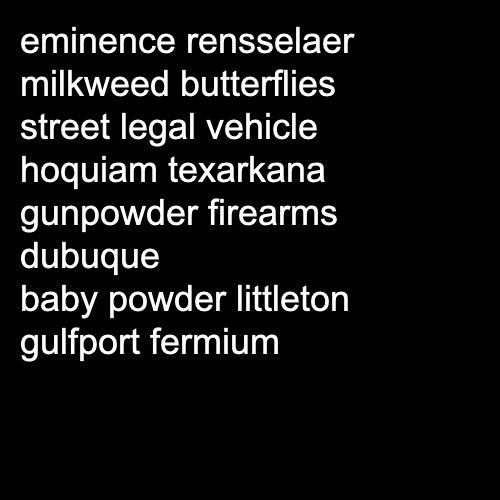 eminence rensselaer
milkweed butterflies
street legal vehicle
hoquiam texarkana
gunpowder firearms
dubuque
baby powder littleton
gulfport fermium